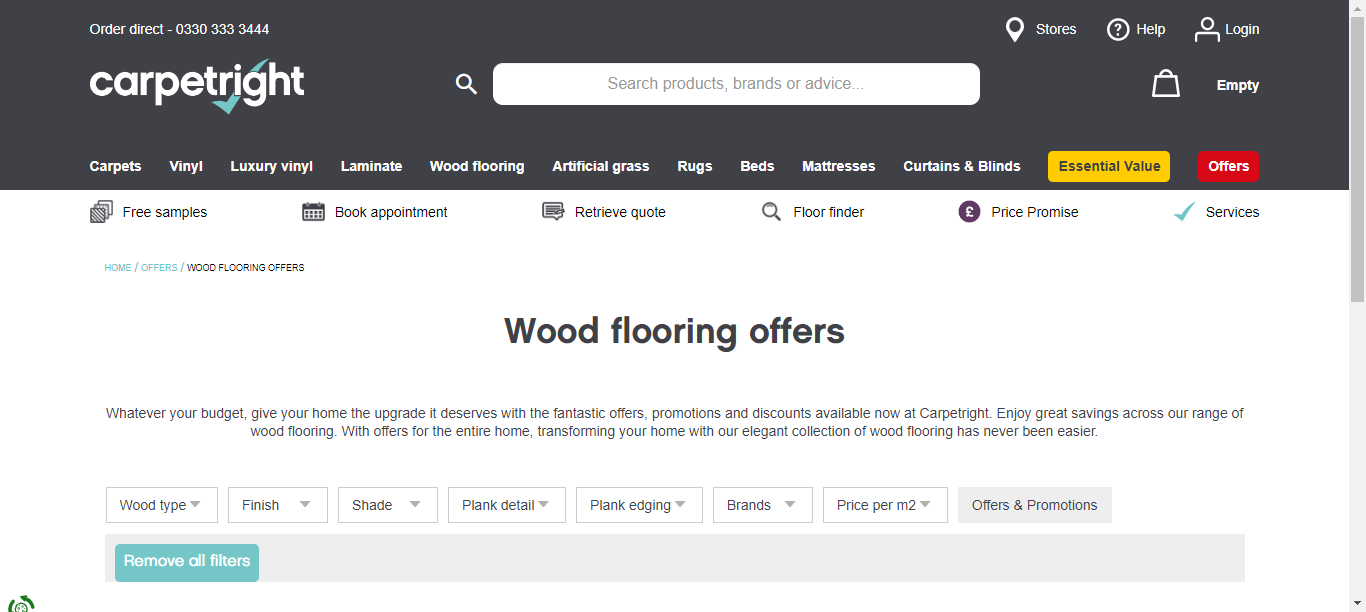 Order direct - 0330 333 3444
Stores
Help
Login
carpetright
Search products, brands or advice...
Empty
Carpets
Vinyl
Luxury vinyl
Laminate
Wood flooring
Artificial grass
Rugs
Beds
Mattresses
Curtains & Blinds
Essential Value
Offers
Free samples
Book appointment
Retrieve quote
Floor finder
£
Price Promise
Services
HOME / OFFERS / WOOD FLOORING OFFERS
Wood flooring offers
Whatever your budget, give your home the upgrade it deserves with the fantastic offers, promotions and discounts available now at Carpetright. Enjoy great savings across our range of
wood flooring. With offers for the entire home, transforming your home with our elegant collection of wood flooring has never been easier.
Wood type
Finish
Shade
Plank detail
Plank edging
Brands
Price per m2
Offers & Promotions
Remove all filters